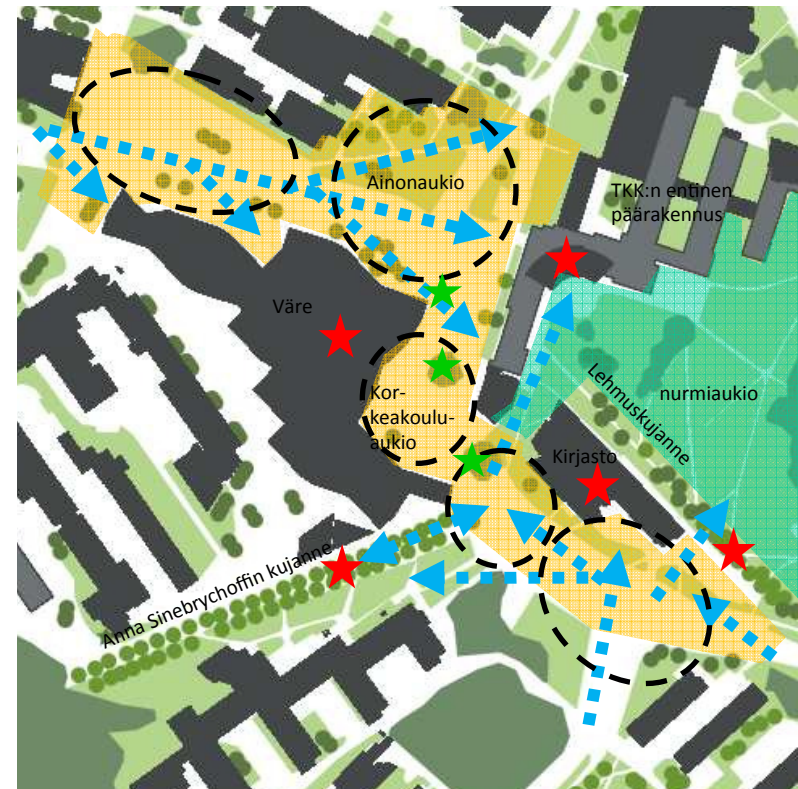 Ainonaukio
TKK:n entinen
päärakennus
Väre
Kor-
keakoulu-
aukio
Lehmuskujanne
nurmiaukio
Kirjasto
Anna Sinebrychoffin kujanne